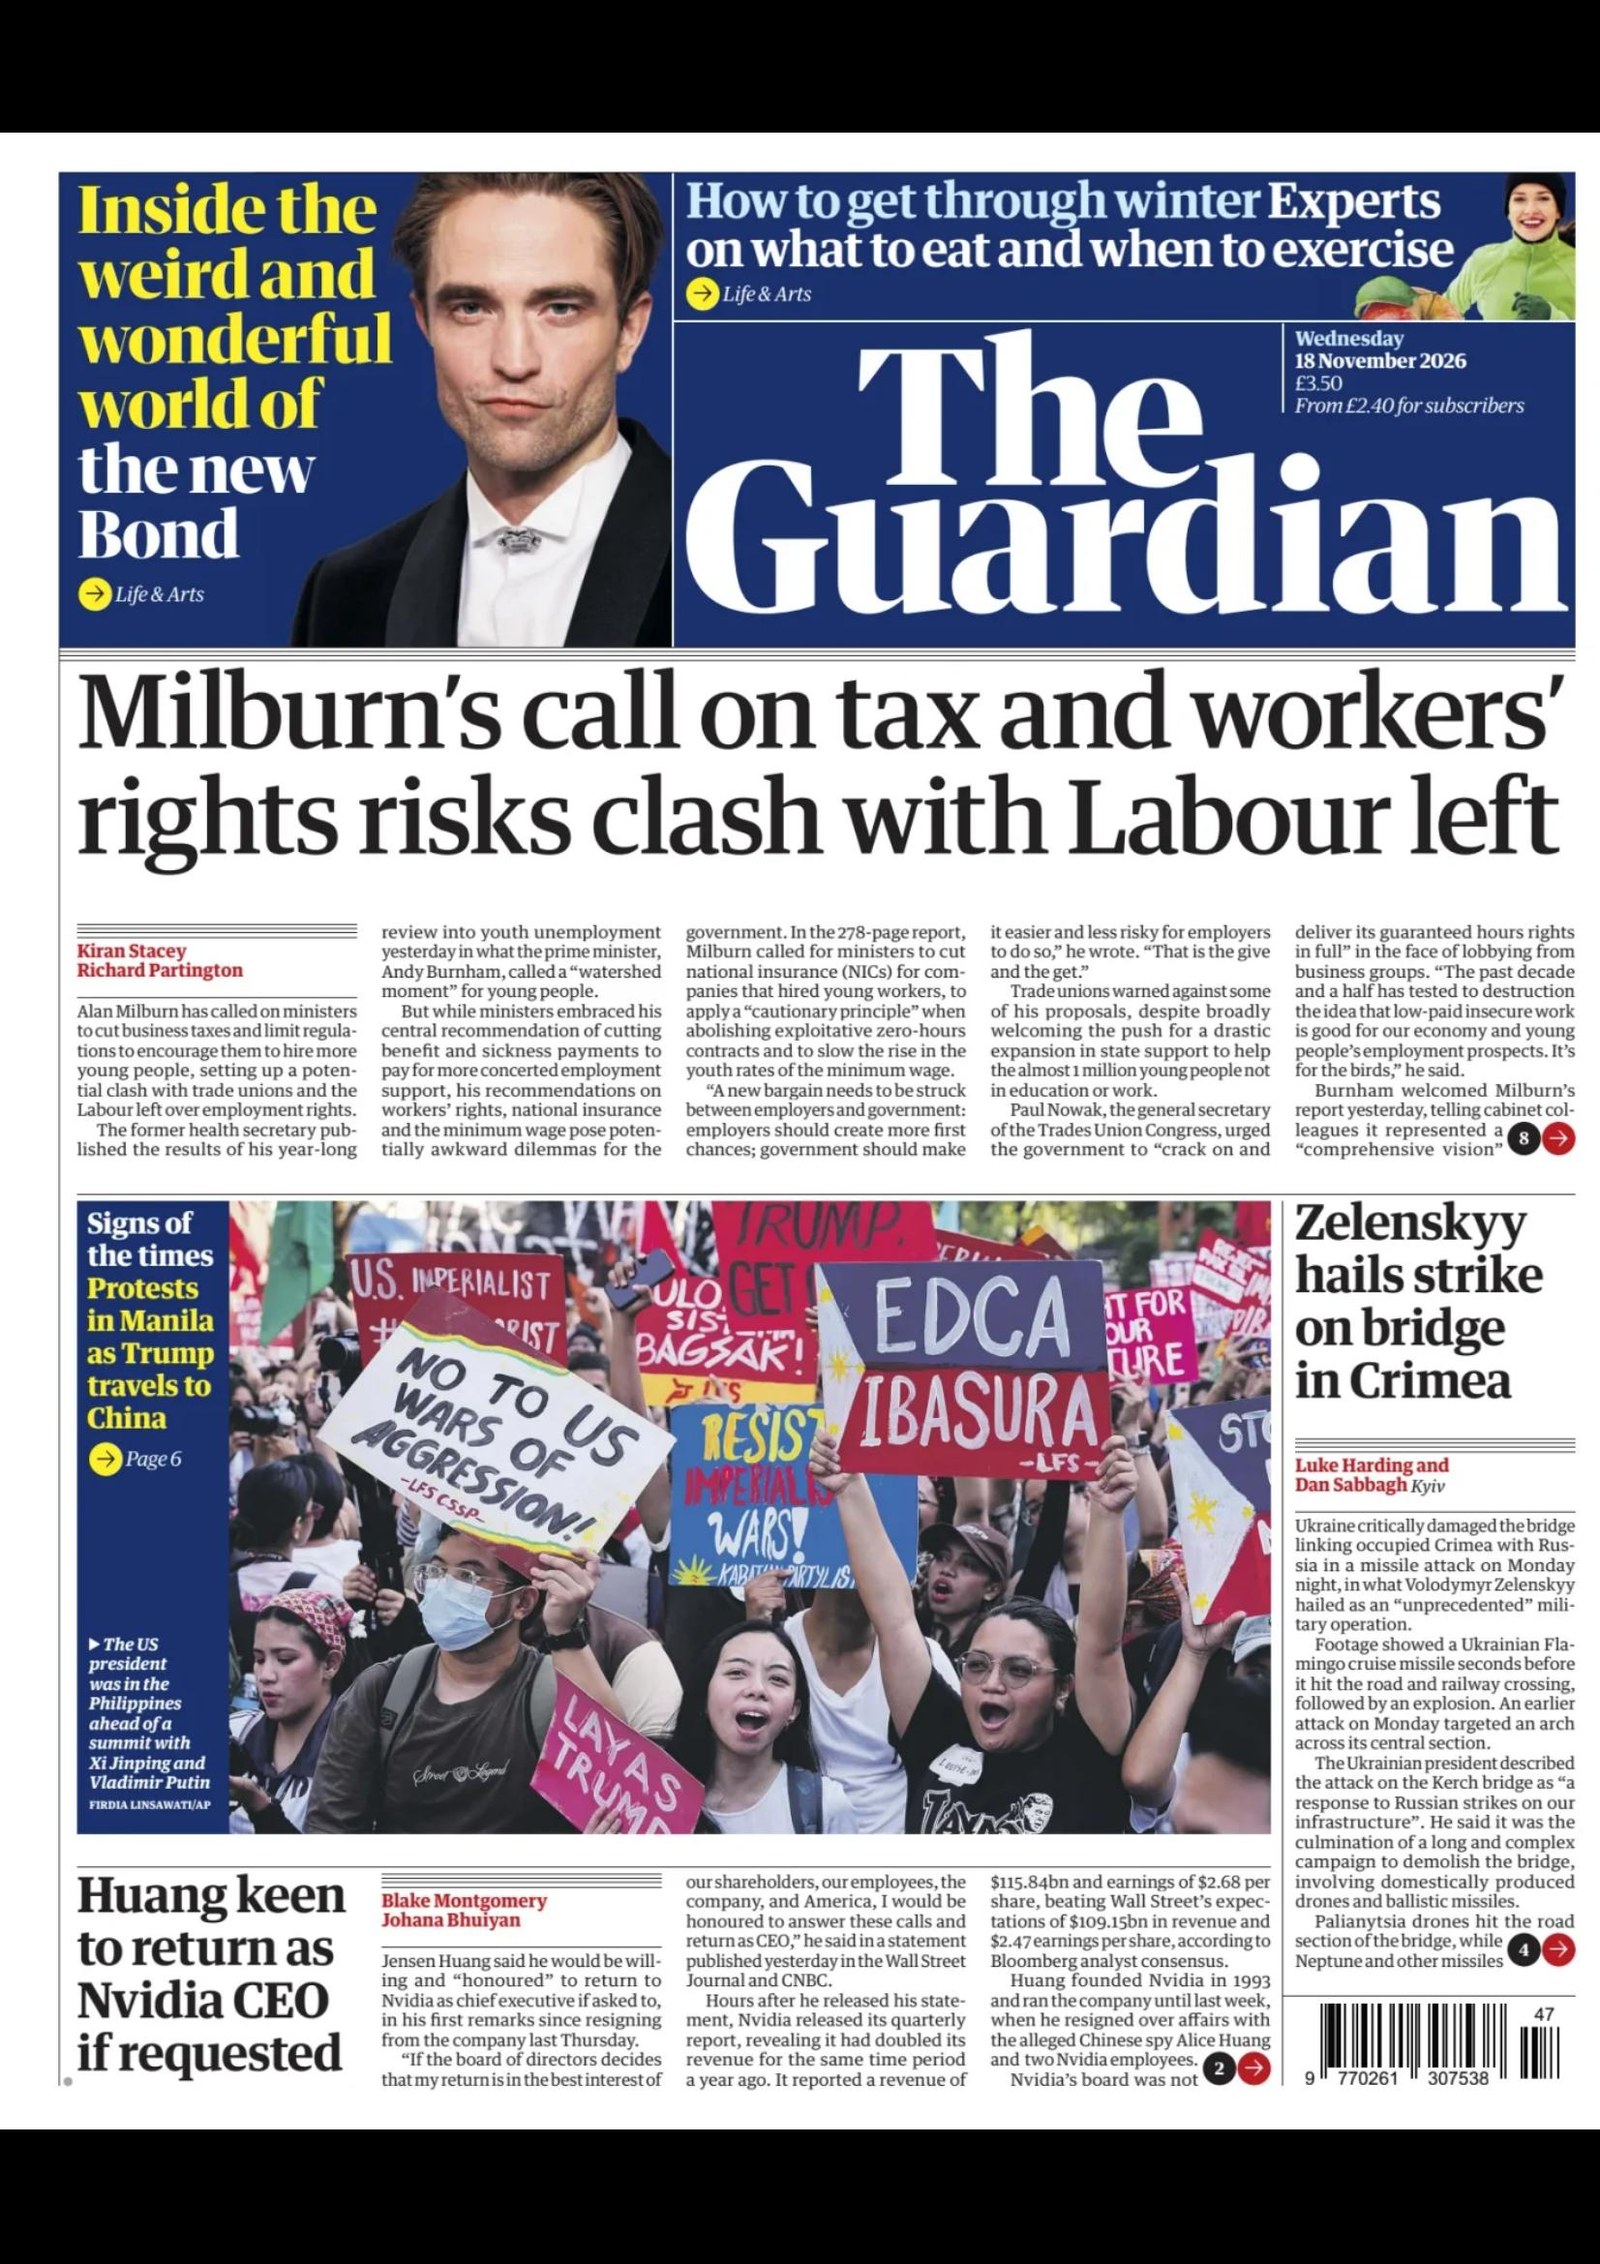 Inside the
weird and
wonderful
world of
the new
Bond
Life & Arts
How to get through winter Experts
on what to eat and when to exercise
Life & Arts
The
Guardian
Wednesday
18 November 2026
£3.50
From £2.40 for subscribers
Milburn’s call on tax and workers’
rights risks clash with Labour left
Kiran Stacey
Richard Partington
Alan Milburn has called on ministers
to cut business taxes and limit regula-
tions to encourage them to hire more
young people, setting up a poten-
tial clash with trade unions and the
Labour left over employment rights.
The former health secretary pub-
lished the results of his year-long
review into youth unemployment
yesterday in what the prime minister,
Andy Burnham, called a “watershed
moment” for young people.
But while ministers embraced his
central recommendation of cutting
benefit and sickness payments to
pay for more concerted employment
support, his recommendations on
workers’ rights, national insurance
and the minimum wage pose poten-
tially awkward dilemmas for the
government. In the 278-page report,
Milburn called for ministers to cut
national insurance (NICs) for com-
panies that hired young workers, to
apply a “cautionary principle” when
abolishing exploitative zero-hours
contracts and to slow the rise in the
youth rates of the minimum wage.
“A new bargain needs to be struck
between employers and government:
employers should create more first
chances; government should make
it easier and less risky for employers
to do so,” he wrote. “That is the give
and the get.”
Trade unions warned against some
of his proposals, despite broadly
welcoming the push for a drastic
expansion in state support to help
the almost 1 million young people not
in education or work.
Paul Nowak, the general secretary
of the Trades Union Congress, urged
the government to “crack on and
deliver its guaranteed hours rights
in full” in the face of lobbying from
business groups. “The past decade
and a half has tested to destruction
the idea that low-paid insecure work
is good for our economy and young
people’s employment prospects. It’s
for the birds,” he said.
Burnham welcomed Milburn’s
report yesterday, telling cabinet col-
leagues it represented a
“comprehensive vision”
8
Signs of
the times
Protests
in Manila
as Trump
travels to
China
Page 6
The US
president
was in the
Philippines
ahead of a
summit with
Xi Jinping and
Vladimir Putin
FIRDIA LINSAWATI/AP
TRUMP.
GET
U.S. IMPERIALIST
NO TO US
WARS OF
AGGRESSION!
-LFS CSSP-
BAGSAK!
EDCA
IBASURA
-LFS-
RESIST
WARS!
LAYAS
TRUMP
Street Legend
Zelenskyy
hails strike
on bridge
in Crimea
Luke Harding and
Dan Sabbagh Kyiv
Ukraine critically damaged the bridge
linking occupied Crimea with Rus-
sia in a missile attack on Monday
night, in what Volodymyr Zelenskyy
hailed as an “unprecedented” mili-
tary operation.
Footage showed a Ukrainian Fla-
mingo cruise missile seconds before
it hit the road and railway crossing,
followed by an explosion. An earlier
attack on Monday targeted an arch
across its central section.
The Ukrainian president described
the attack on the Kerch bridge as “a
response to Russian strikes on our
infrastructure”. He said it was the
culmination of a long and complex
campaign to demolish the bridge,
involving domestically produced
drones and ballistic missiles.
Palianytsia drones hit the road
section of the bridge, while
Neptune and other missiles
4
Huang keen
to return as
Nvidia CEO
if requested
Blake Montgomery
Johana Bhuiyan
Jensen Huang said he would be will-
ing and “honoured” to return to
Nvidia as chief executive if asked to,
in his first remarks since resigning
from the company last Thursday.
“If the board of directors decides
that my return is in the best interest of
our shareholders, our employees, the
company, and America, I would be
honoured to answer these calls and
return as CEO,” he said in a statement
published yesterday in the Wall Street
Journal and CNBC.
Hours after he released his state-
ment, Nvidia released its quarterly
report, revealing it had doubled its
revenue for the same time period
a year ago. It reported a revenue of
$115.84bn and earnings of $2.68 per
share, beating Wall Street’s expec-
tations of $109.15bn in revenue and
$2.47 earnings per share, according to
Bloomberg analyst consensus.
Huang founded Nvidia in 1993
and ran the company until last week,
when he resigned over affairs with
the alleged Chinese spy Alice Huang
and two Nvidia employees.
Nvidia’s board was not
2
47
9 770261 307538